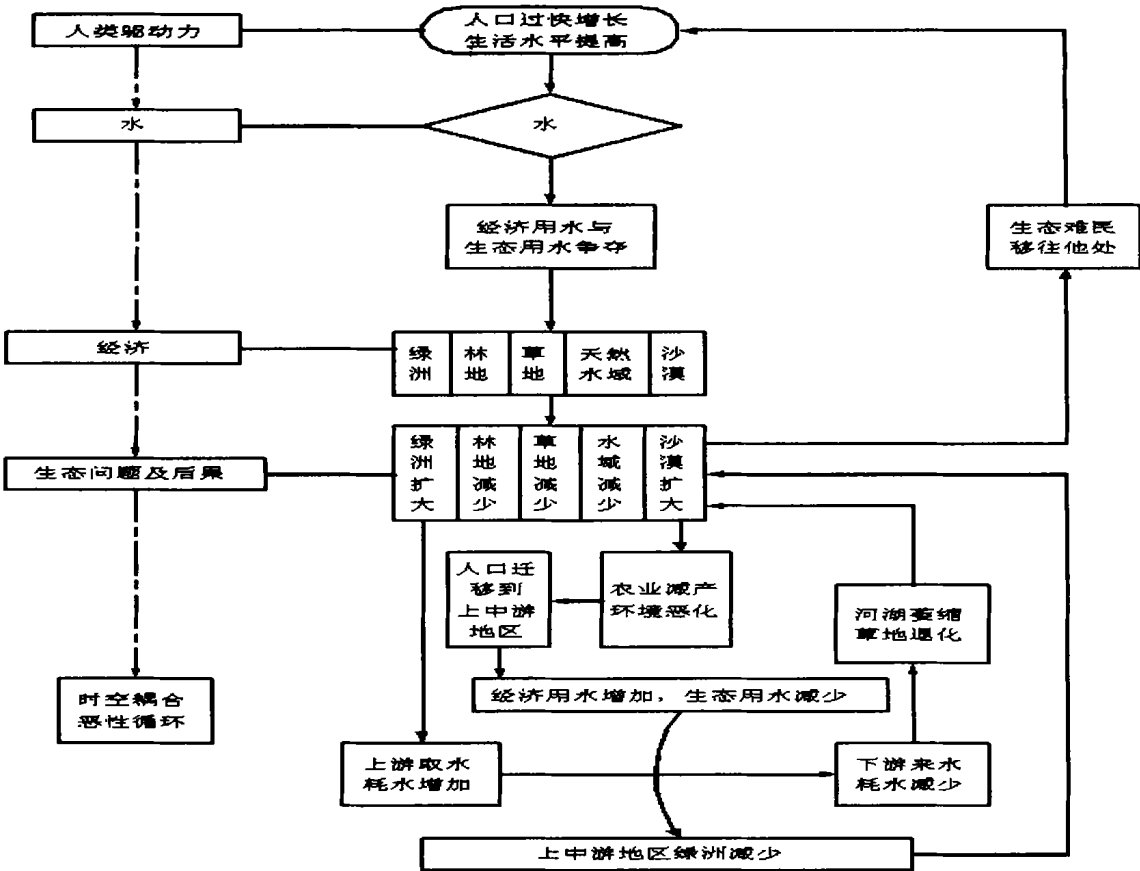 人类驱动力
人口过快增长
生活水平提高
水
水
经济用水与
生态用水争夺
生态难民
移往他处
经济
绿洲
林地
草地
天然
水域
沙漠
生态问题及后果
绿洲扩大
林地减少
草地减少
水域减少
沙漠扩大
人口迁
移到
上中游
地区
农业减产
环境恶化
河湖萎缩
草地退化
时空耦合
恶性循环
经济用水增加，生态用水减少
上游取水
耗水增加
下游来水
耗水减少
上中游地区绿洲减少